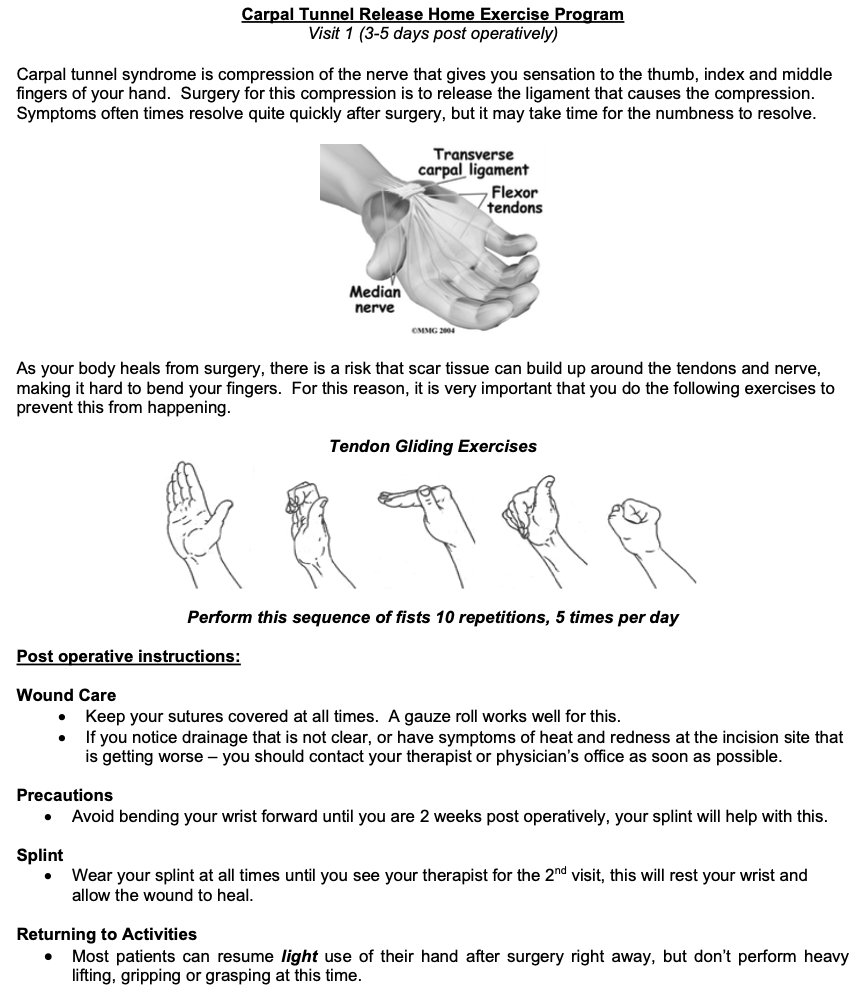 Carpal Tunnel Release Home Exercise Program
Visit 1 (3-5 days post operatively)
Carpal tunnel syndrome is compression of the nerve that gives you sensation to the thumb, index and middle
fingers of your hand.  Surgery for this compression is to release the ligament that causes the compression.
Symptoms often times resolve quite quickly after surgery, but it may take time for the numbness to resolve.
Transverse
carpal ligament
Flexor
tendons
Median
nerve
©MMG 2004
As your body heals from surgery, there is a risk that scar tissue can build up around the tendons and nerve,
making it hard to bend your fingers.  For this reason, it is very important that you do the following exercises to
prevent this from happening.
Tendon Gliding Exercises
Perform this sequence of fists 10 repetitions, 5 times per day
Post operative instructions:
Wound Care
• Keep your sutures covered at all times.  A gauze roll works well for this.
• If you notice drainage that is not clear, or have symptoms of heat and redness at the incision site that
is getting worse – you should contact your therapist or physician's office as soon as possible.
Precautions
• Avoid bending your wrist forward until you are 2 weeks post operatively, your splint will help with this.
Splint
• Wear your splint at all times until you see your therapist for the 2nd visit, this will rest your wrist and
allow the wound to heal.
Returning to Activities
• Most patients can resume light use of their hand after surgery right away, but don't perform heavy
lifting, gripping or grasping at this time.